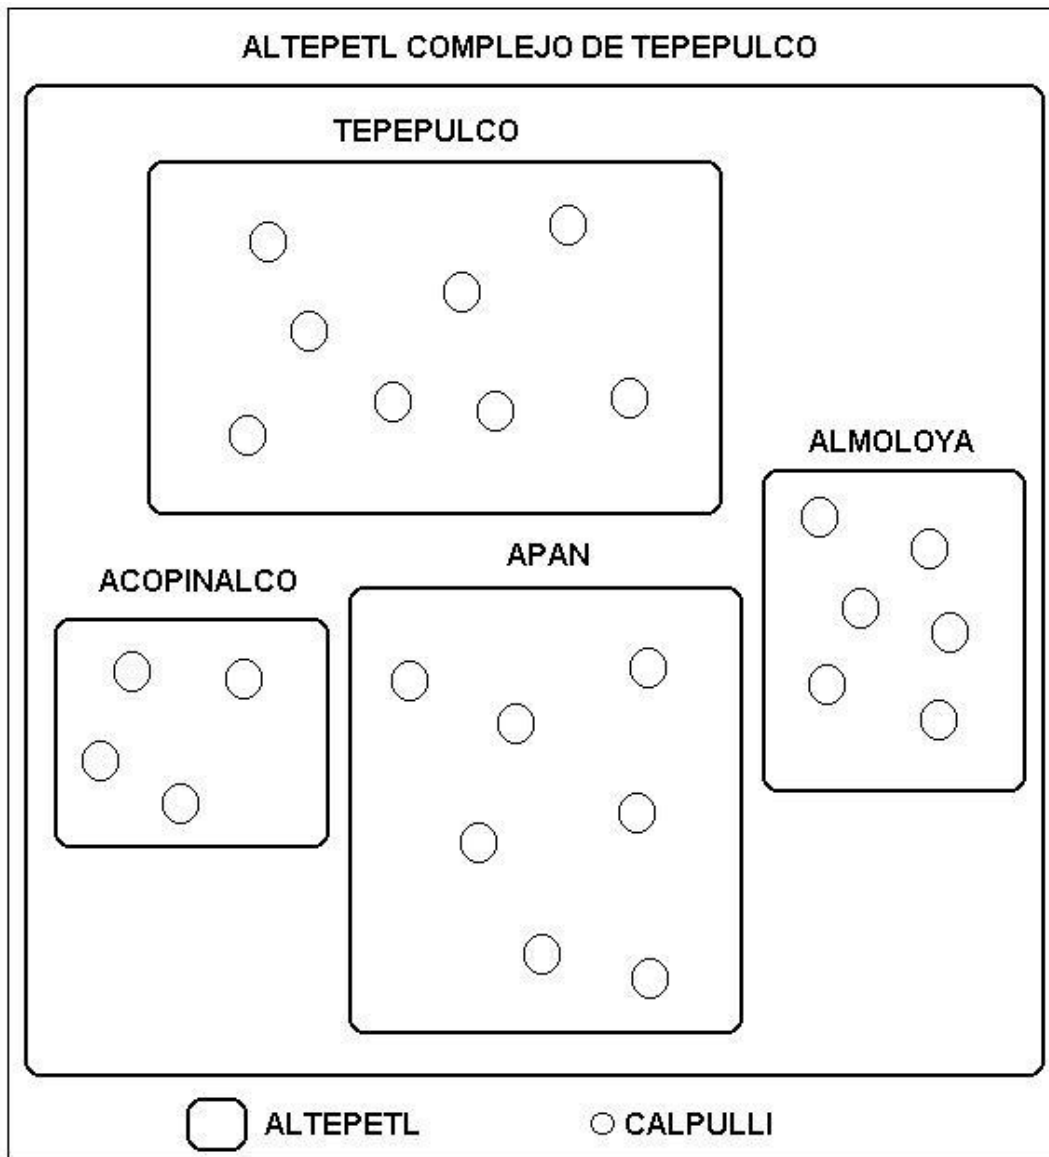 ALTEPETL COMPLEJO DE TEPEPULCO
TEPEPULCO
ALMOLOYA
APAN
ACOPINALCO
ALTEPETL
CALPULLI